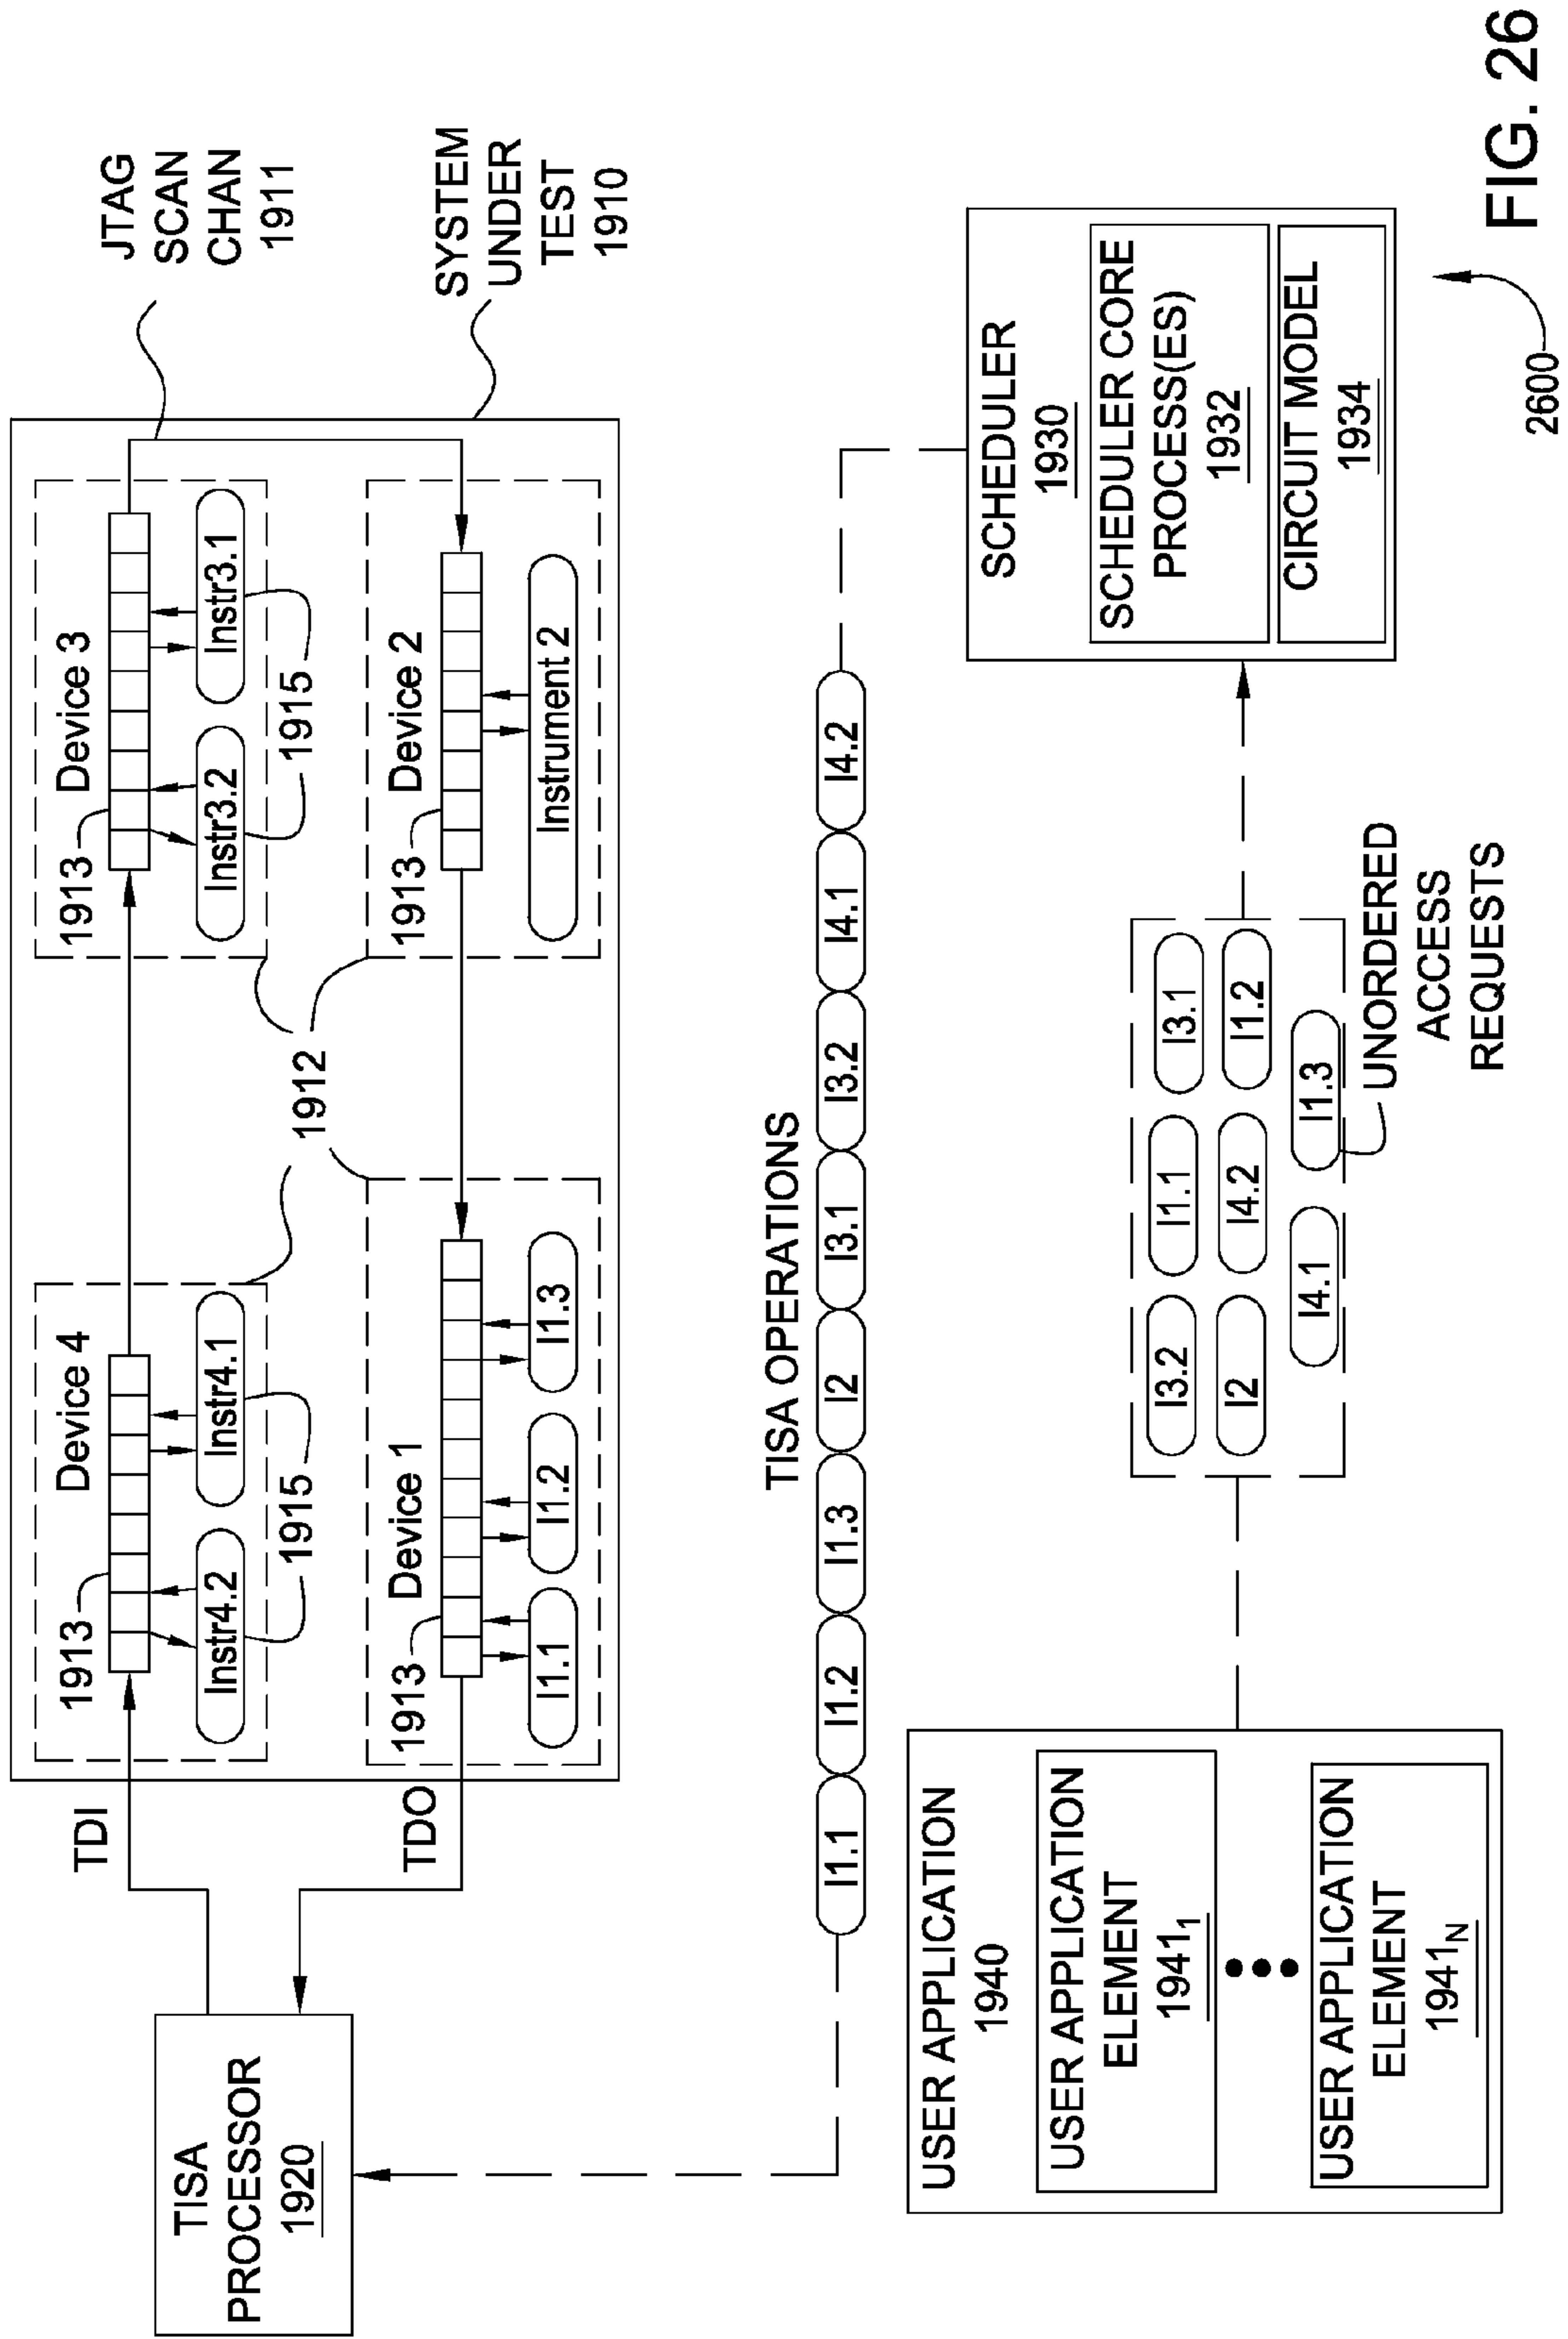 TISA
PROCESSOR
1920
TDI
TDO
Device 4
1913
Instr4.2
Instr4.1
1915
Device 3
1913
Instr3.2
Instr3.1
1915
1912
Device 1
1913
I1.1
I1.2
I1.3
Device 2
1913
Instrument 2
JTAG
SCAN
CHAN
1911
SYSTEM
UNDER
TEST
1910
TISA OPERATIONS
I1.1
I1.2
I1.3
I2
I3.1
I3.2
I4.1
I4.2
USER APPLICATION
1940
USER APPLICATION
ELEMENT
1941₁
USER APPLICATION
ELEMENT
1941N
I3.2
I1.1
I3.1
I2
I4.2
I1.2
I4.1
I1.3
UNORDERED
ACCESS
REQUESTS
SCHEDULER
1930
SCHEDULER CORE
PROCESS(ES)
1932
CIRCUIT MODEL
1934
2600
FIG. 26